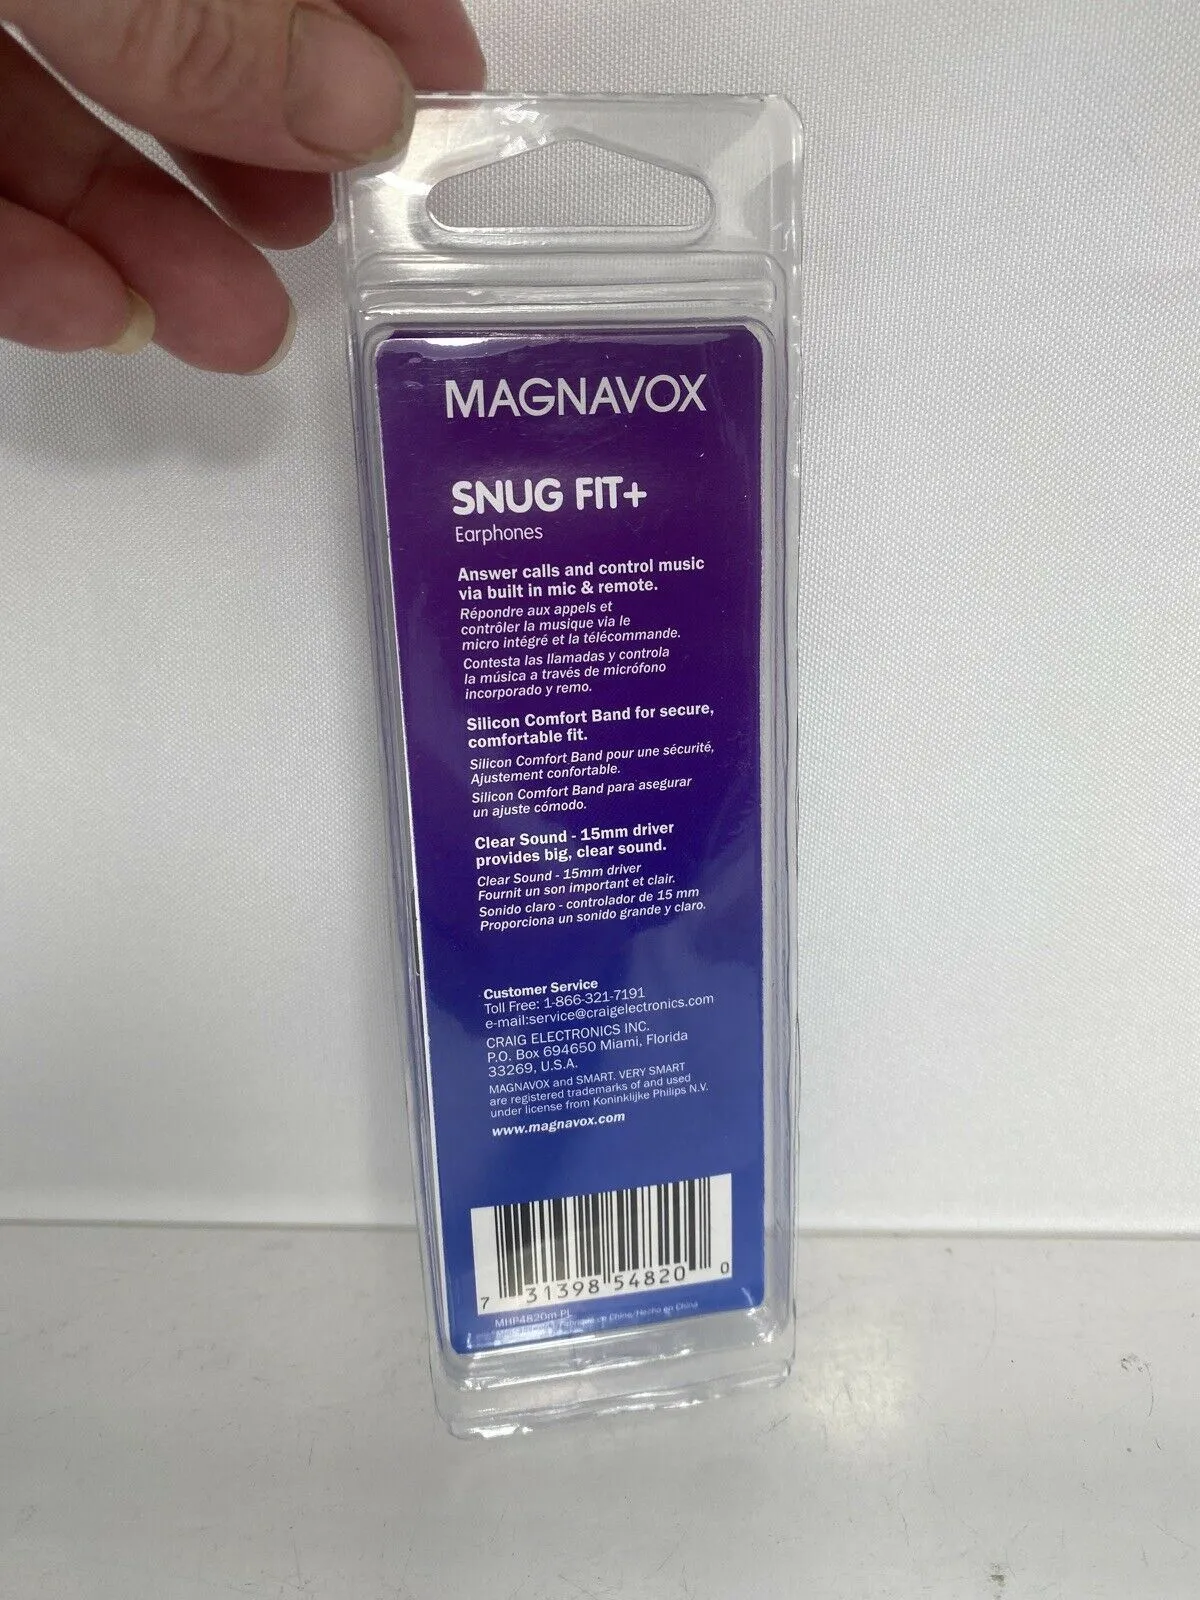 MAGNAVOX
SNUG FIT+
Earphones
Answer calls and control music
via built in mic & remote.
Répondre aux appels et
contrôler la musique via le
micro intégré et la télécommande.
Contesta las llamadas y controla
la música a través de micrófono
incorporado y remo.
Silicon Comfort Band for secure,
comfortable fit.
Silicon Comfort Band pour une sécurité,
Ajustement confortable.
Silicon Comfort Band para asegurar
un ajuste cómodo.
Clear Sound - 15mm driver
provides big, clear sound.
Clear Sound - 15mm driver
Fournit un son important et clair.
Sonido claro - controlador de 15 mm
Proporciona un sonido grande y claro.
Customer Service
Toll Free: 1-866-321-7191
e-mail:service@craigelectronics.com
CRAIG ELECTRONICS INC.
P.O. Box 694650 Miami, Florida
33269, U.S.A.
MAGNAVOX and SMART. VERY SMART
are registered trademarks of and used
under license from Koninklijke Philips N.V.
www.magnavox.com
7 31398 54820 0
MHP4820m-PL
de Chine/Hecho en China